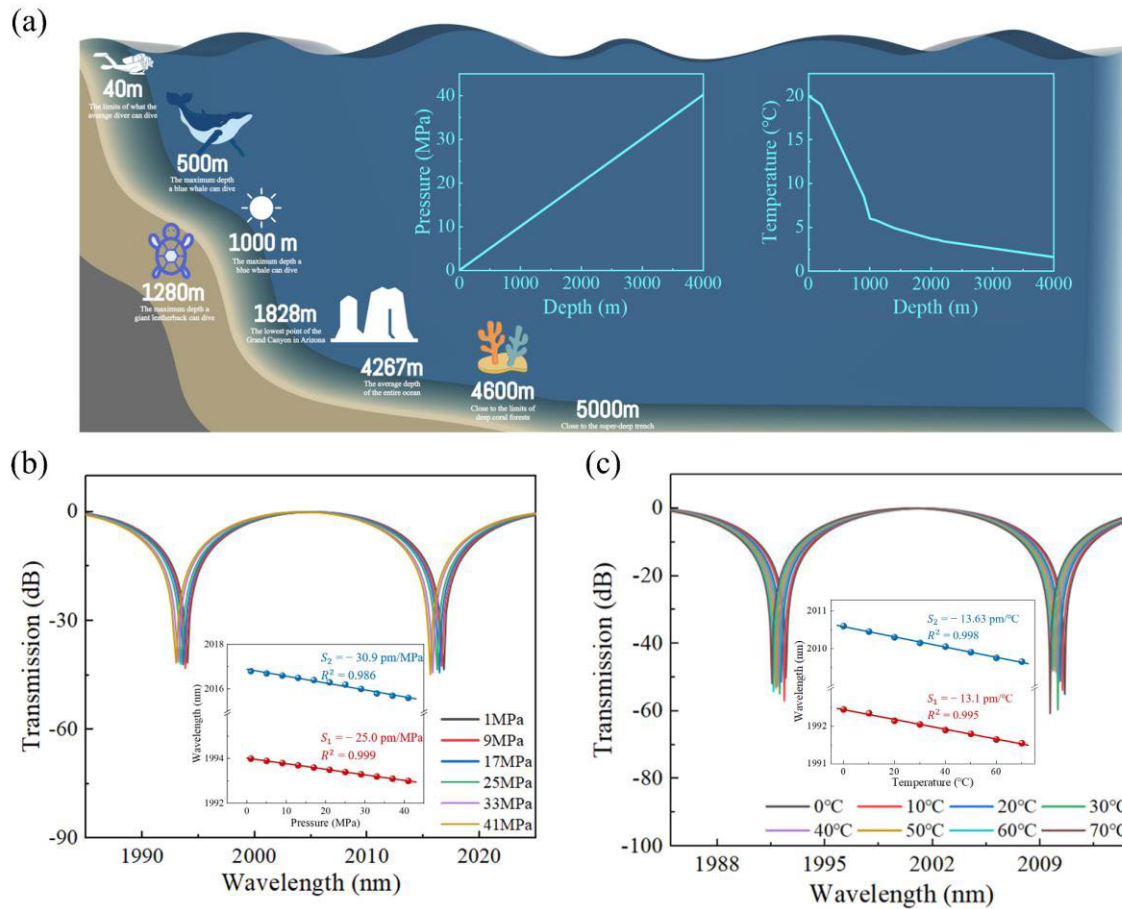 (a)
40m
The limits of what the
average diver can dive
500m
The maximum depth
a blue whale can dive
1000 m
The maximum depth a
blue whale can dive
1280m
The maximum depth a
giant leatherback can dive
1828m
The lowest point of the
Grand Canyon in Arizona
4267m
The average depth
of the entire ocean
4600m
Close to the limits of
deep coral forests
5000m
Close to the super-deep trench
Pressure (MPa)
40
30
20
10
0
0 1000 2000 3000 4000
Depth (m)
Temperature (°C)
20
15
10
5
0
0 1000 2000 3000 4000
Depth (m)
(b)
Transmission (dB)
0
-30
-60
-90
1990 2000 2010 2020
Wavelength (nm)
Wavelength (nm)
2018
2016
1994
1992
S₂ = − 30.9 pm/MPa
R² = 0.986
S₁ = − 25.0 pm/MPa
R² = 0.999
0 10 20 30 40
Pressure (MPa)
1MPa
9MPa
17MPa
25MPa
33MPa
41MPa
(c)
Transmission (dB)
0
-20
-40
-60
-80
-100
1988 1995 2002 2009
Wavelength (nm)
Wavelength (nm)
2011
2010
1992
1991
S₂ = − 13.63 pm/°C
R² = 0.998
S₁ = − 13.1 pm/°C
R² = 0.995
0 20 40 60
Temperature (°C)
0°C 10°C 20°C 30°C
40°C 50°C 60°C 70°C